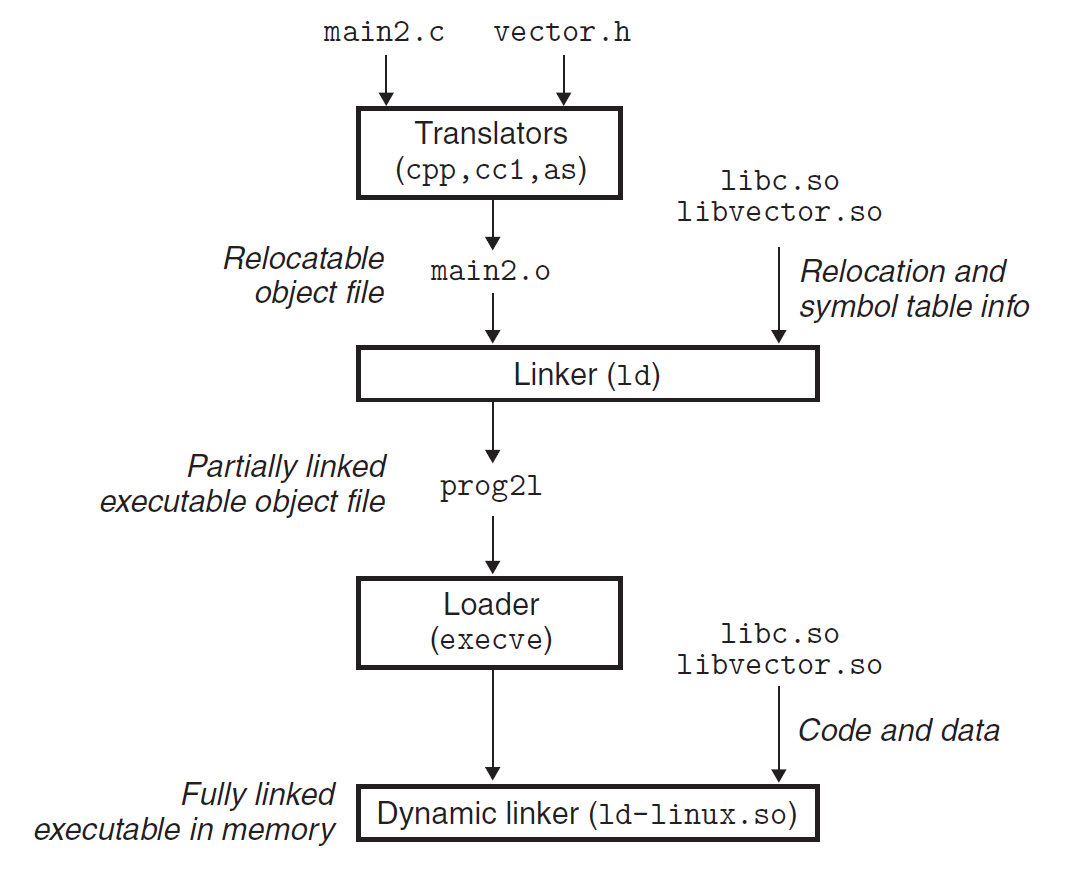 main2.c vector.h
Translators
(cpp,cc1,as)
libc.so
libvector.so
Relocatable
object file
main2.o
Relocation and
symbol table info
Linker (ld)
Partially linked
executable object file
prog2l
Loader
(execve)
libc.so
libvector.so
Code and data
Fully linked
executable in memory
Dynamic linker (ld-linux.so)